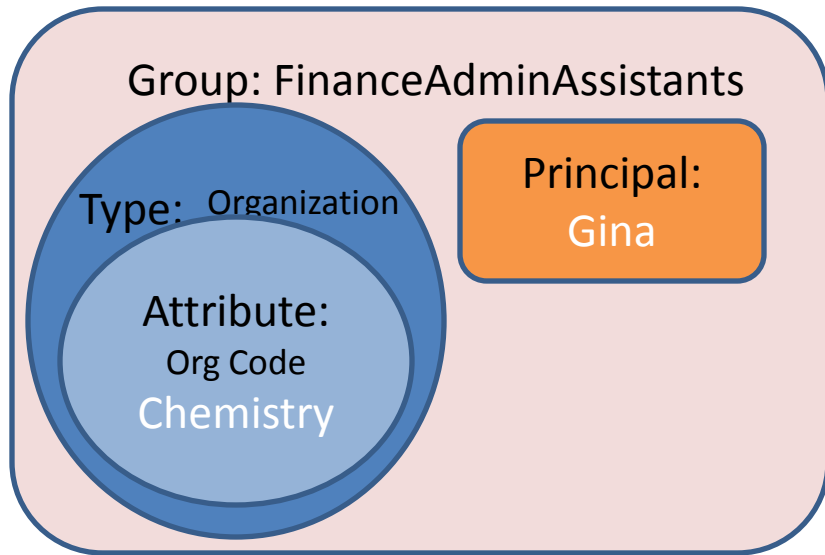 Group: FinanceAdminAssistants
Type: Organization
Attribute:
Org Code
Chemistry
Principal:
Gina